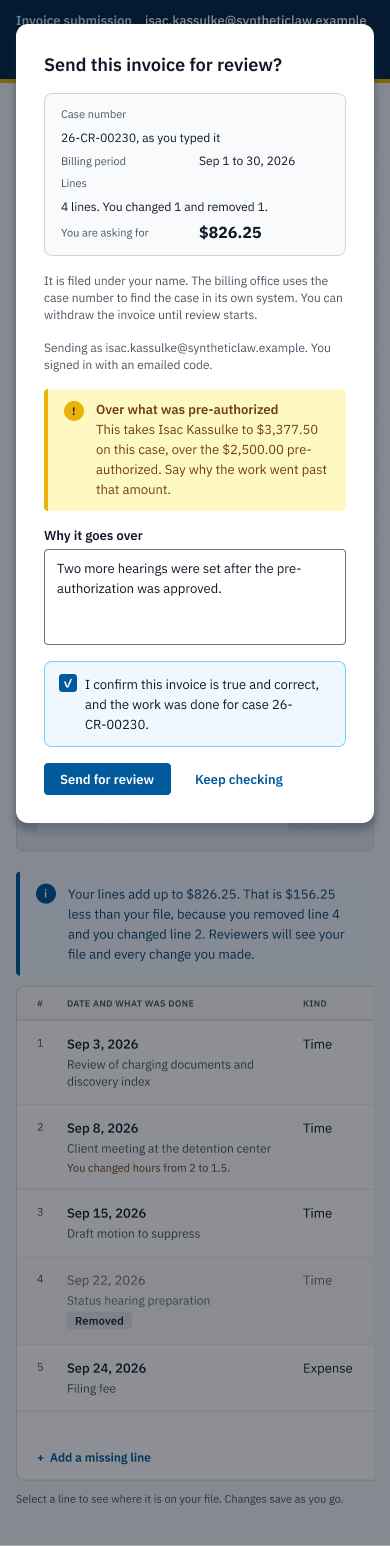 Invoice submission isac.kassulke@syntheticlaw.example
Send this invoice for review?
Case number
26-CR-00230, as you typed it
Billing period Sep 1 to 30, 2026
Lines
4 lines. You changed 1 and removed 1.
You are asking for $826.25
It is filed under your name. The billing office uses the
case number to find the case in its own system. You can
withdraw the invoice until review starts.
Sending as isac.kassulke@syntheticlaw.example. You
signed in with an emailed code.
!
Over what was pre-authorized
This takes Isac Kassulke to $3,377.50
on this case, over the $2,500.00 pre-
authorized. Say why the work went past
that amount.
Why it goes over
Two more hearings were set after the pre-
authorization was approved.
I confirm this invoice is true and correct,
and the work was done for case 26-
CR-00230.
Send for review Keep checking
i
Your lines add up to $826.25. That is $156.25
less than your file, because you removed line 4
and you changed line 2. Reviewers will see your
file and every change you made.
# DATE AND WHAT WAS DONE KIND
1 Sep 3, 2026 Time
Review of charging documents and
discovery index
2 Sep 8, 2026 Time
Client meeting at the detention center
You changed hours from 2 to 1.5.
3 Sep 15, 2026 Time
Draft motion to suppress
4 Sep 22, 2026 Time
Status hearing preparation
Removed
5 Sep 24, 2026 Expense
Filing fee
+ Add a missing line
Select a line to see where it is on your file. Changes save as you go.